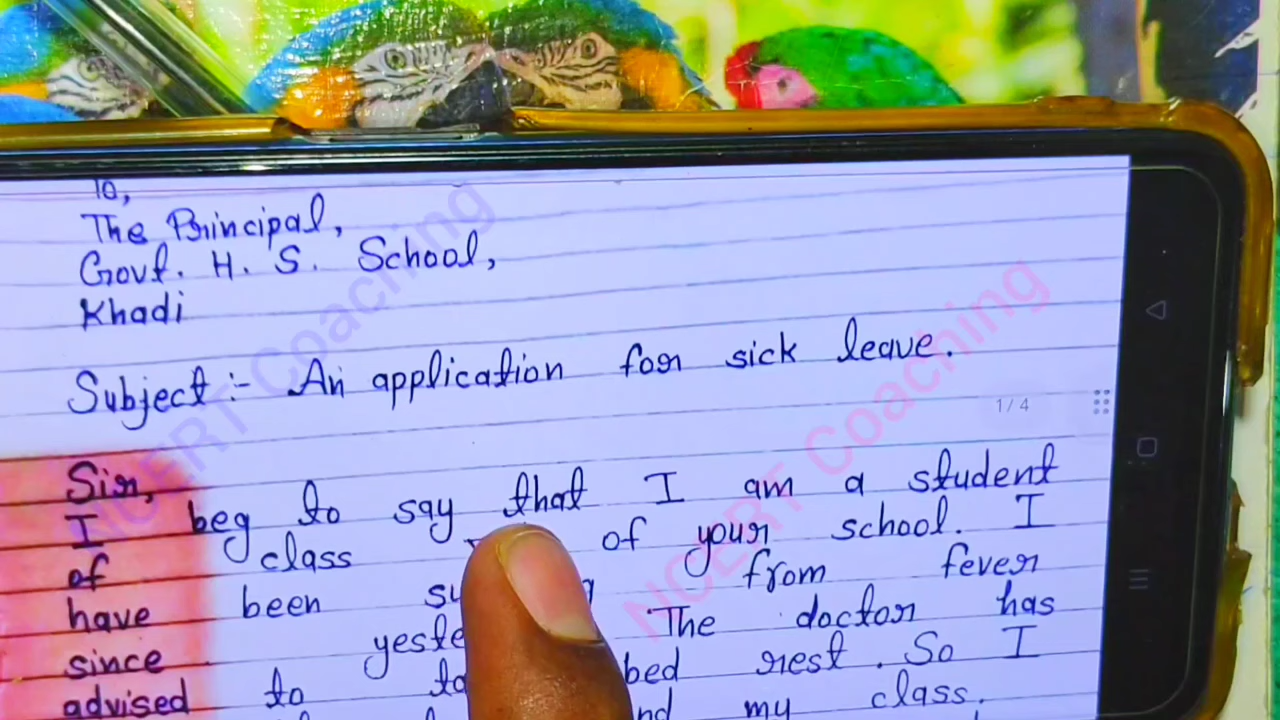 To,
The Principal,
Govt. H. S. School,
Khadi
Subject :- An application for sick leave.
1/4
Sir,
I beg to say that I am a student
of class of your school. I
have been from fever
since The doctor has
advised to bed rest. So I
my class.
NCERT Coaching
NCERT Coaching